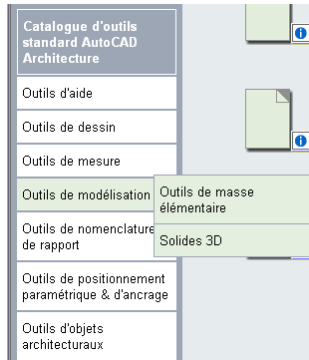 Catalogue d'outils
standard AutoCAD
Architecture
Outils d'aide
Outils de dessin
Outils de mesure
Outils de modélisation
Outils de masse
élémentaire
Solides 3D
Outils de nomenclature
de rapport
Outils de positionnement
paramétrique & d'ancrage
Outils d'objets
architecturaux